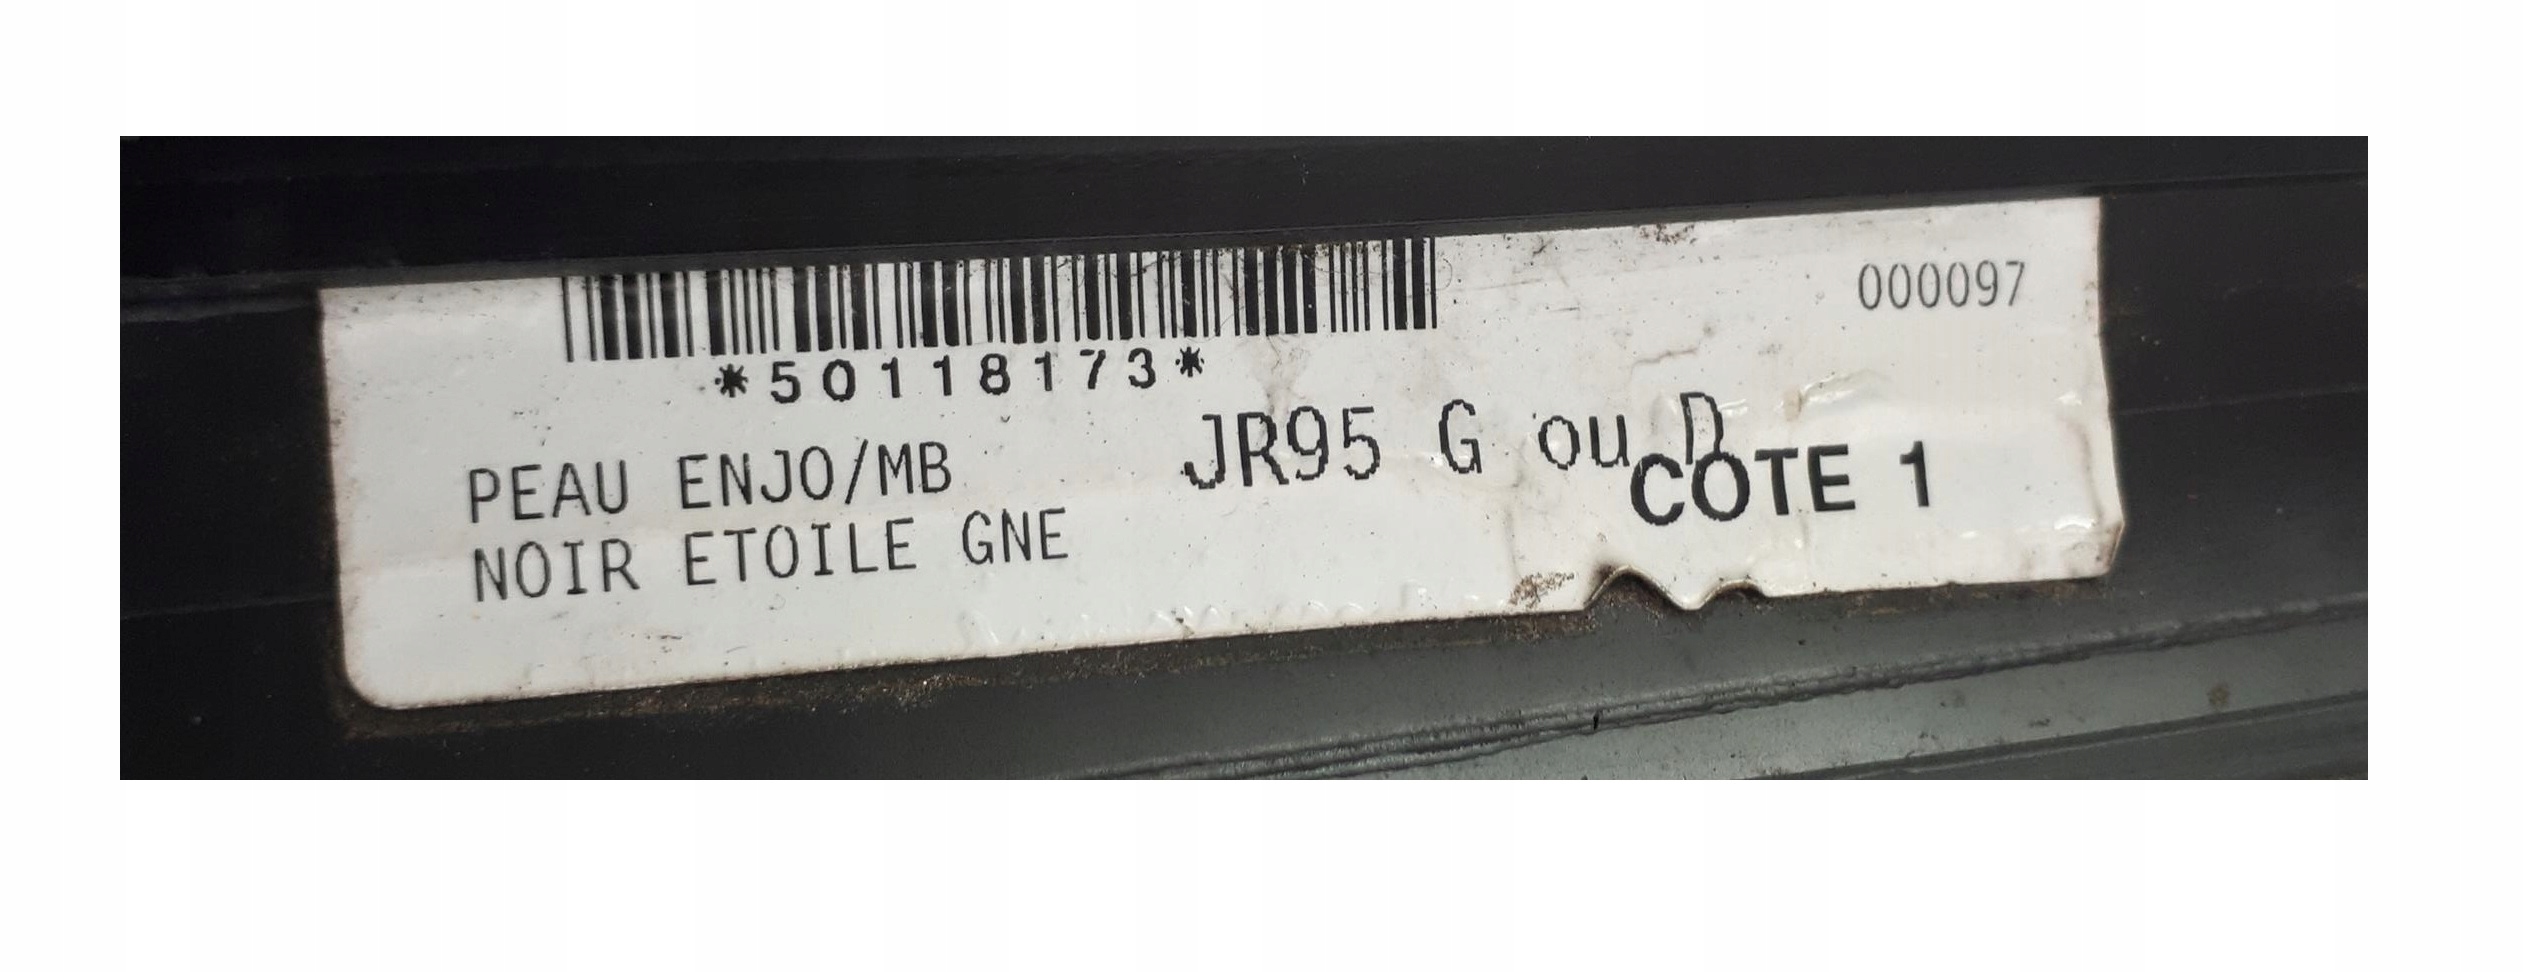 000097
*50118173*
JR95 G ou D
COTE 1
PEAU ENJO/MB
NOIR ETOILE GNE